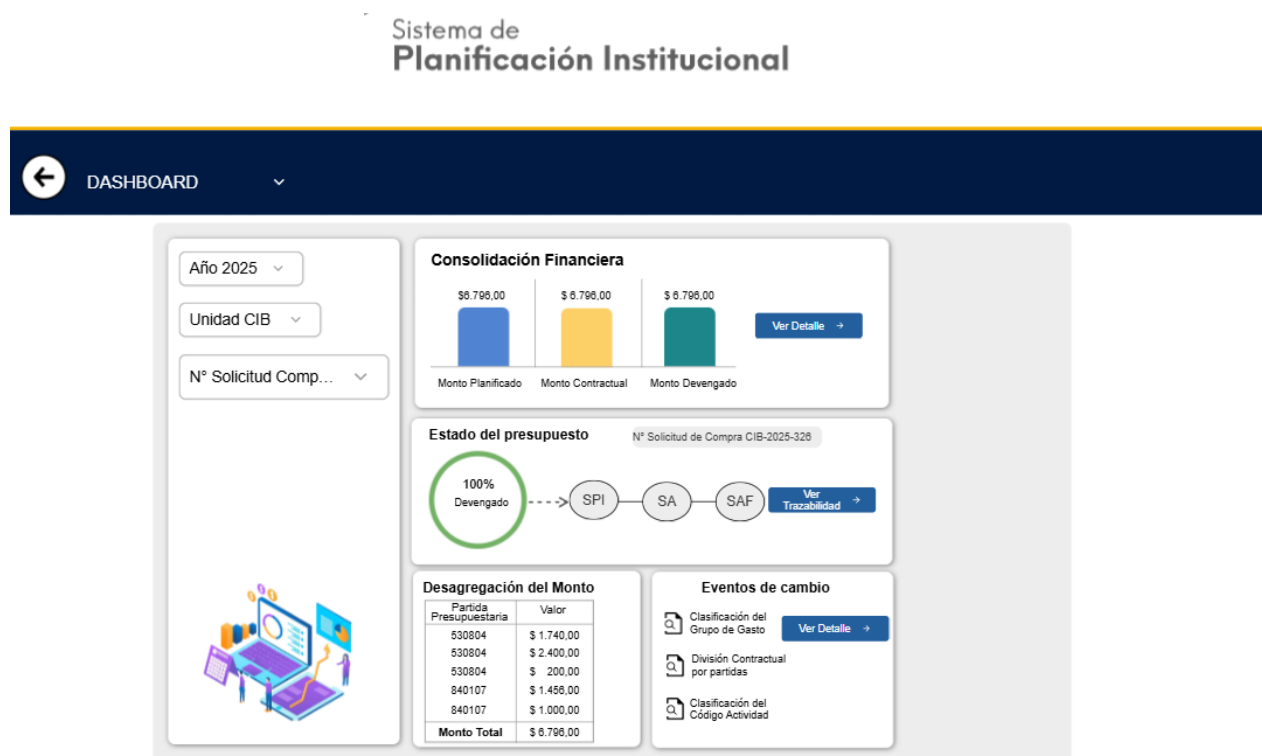 Sistema de
Planificación Institucional
DASHBOARD
Año 2025
Unidad CIB
N° Solicitud Comp...
Consolidación Financiera
$6.796,00 $ 6.796,00 $ 6.796,00
Monto Planificado Monto Contractual Monto Devengado
Ver Detalle
Estado del presupuesto
N° Solicitud de Compra CIB-2025-326
100%
Devengado
SPI SA SAF
Ver
Trazabilidad
Desagregación del Monto
Partida
Presupuestaria Valor
530804 $ 1.740,00
530804 $ 2.400,00
530804 $ 200,00
840107 $ 1.456,00
840107 $ 1.000,00
Monto Total $ 6.796,00
Eventos de cambio
Clasificación del
Grupo de Gasto
Ver Detalle
División Contractual
por partidas
Clasificación del
Código Actividad